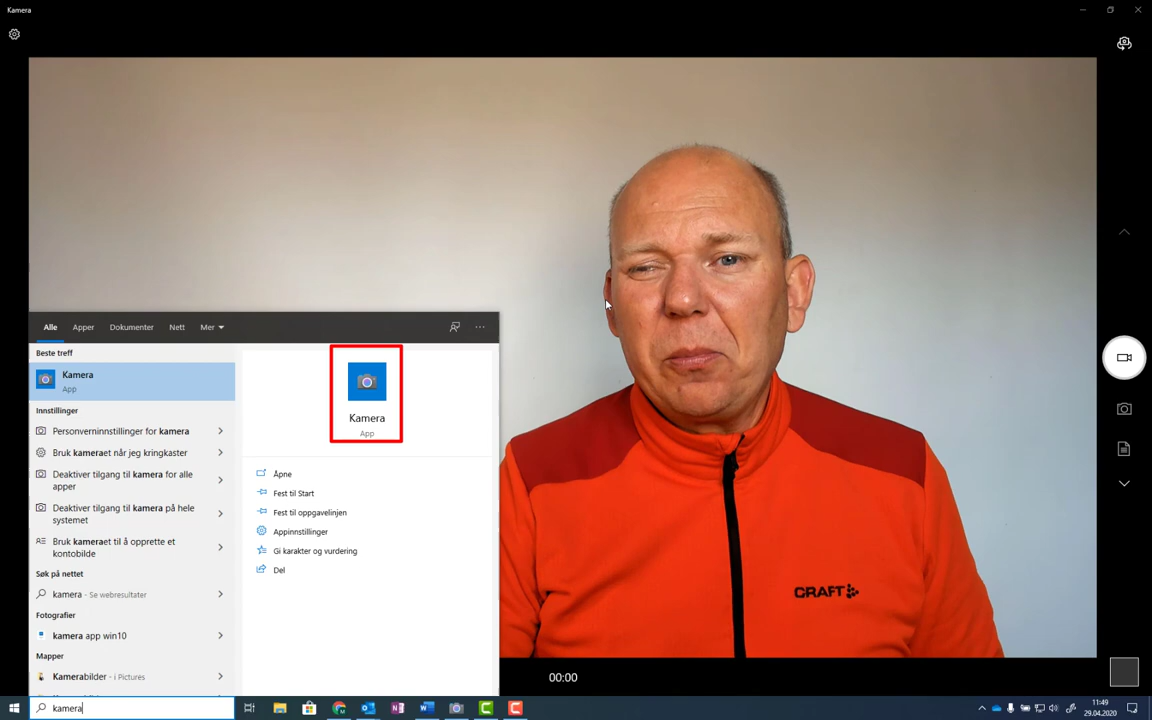 Kamera
Alle Apper Dokumenter Nett Mer
Beste treff
Kamera
App
Innstillinger
Personverninnstillinger for kamera
Bruk kameraet når jeg kringkaster
Deaktiver tilgang til kamera for alle
apper
Deaktiver tilgang til kamera på hele
systemet
Bruk kameraet til å opprette et
kontobilde
Søk på nettet
kamera - Se webresultater
Fotografier
kamera app win10
Mapper
Kamerabilder - i Pictures
Kamera
App
Åpne
Fest til Start
Fest til oppgavelinjen
Appinnstillinger
Gi karakter og vurdering
Del
CRAFT
00:00
kamera
11:49
29.04.2020